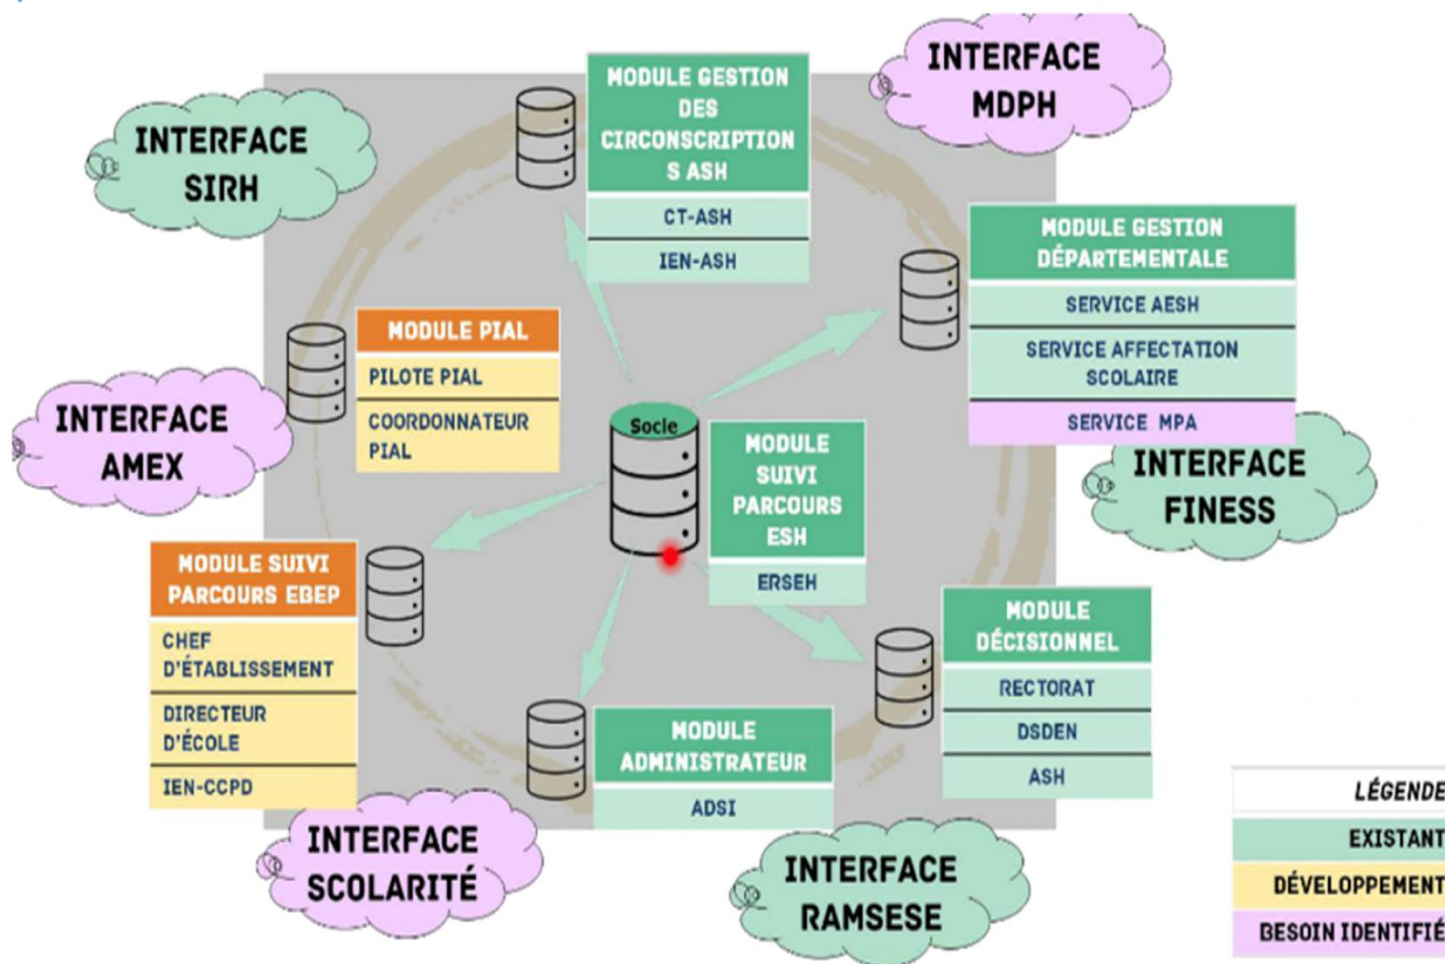 INTERFACE
SIRH
MODULE GESTION
DES
CIRCONSCRIPTION
S ASH
CT-ASH
IEN-ASH
INTERFACE
MDPH
MODULE GESTION
DÉPARTEMENTALE
SERVICE AESH
SERVICE AFFECTATION
SCOLAIRE
SERVICE MPA
MODULE PIAL
PILOTE PIAL
COORDONNATEUR
PIAL
INTERFACE
AMEX
Socle
MODULE
SUIVI
PARCOURS
ESH
ERSEH
INTERFACE
FINESS
MODULE SUIVI
PARCOURS EBEP
CHEF
D'ÉTABLISSEMENT
DIRECTEUR
D'ÉCOLE
IEN-CCPD
MODULE
DÉCISIONNEL
RECTORAT
DSDEN
ASH
MODULE
ADMINISTRATEUR
ADSI
INTERFACE
SCOLARITÉ
INTERFACE
RAMSESE
LÉGENDE
EXISTANT
DÉVELOPPEMENT
BESOIN IDENTIFIÉ